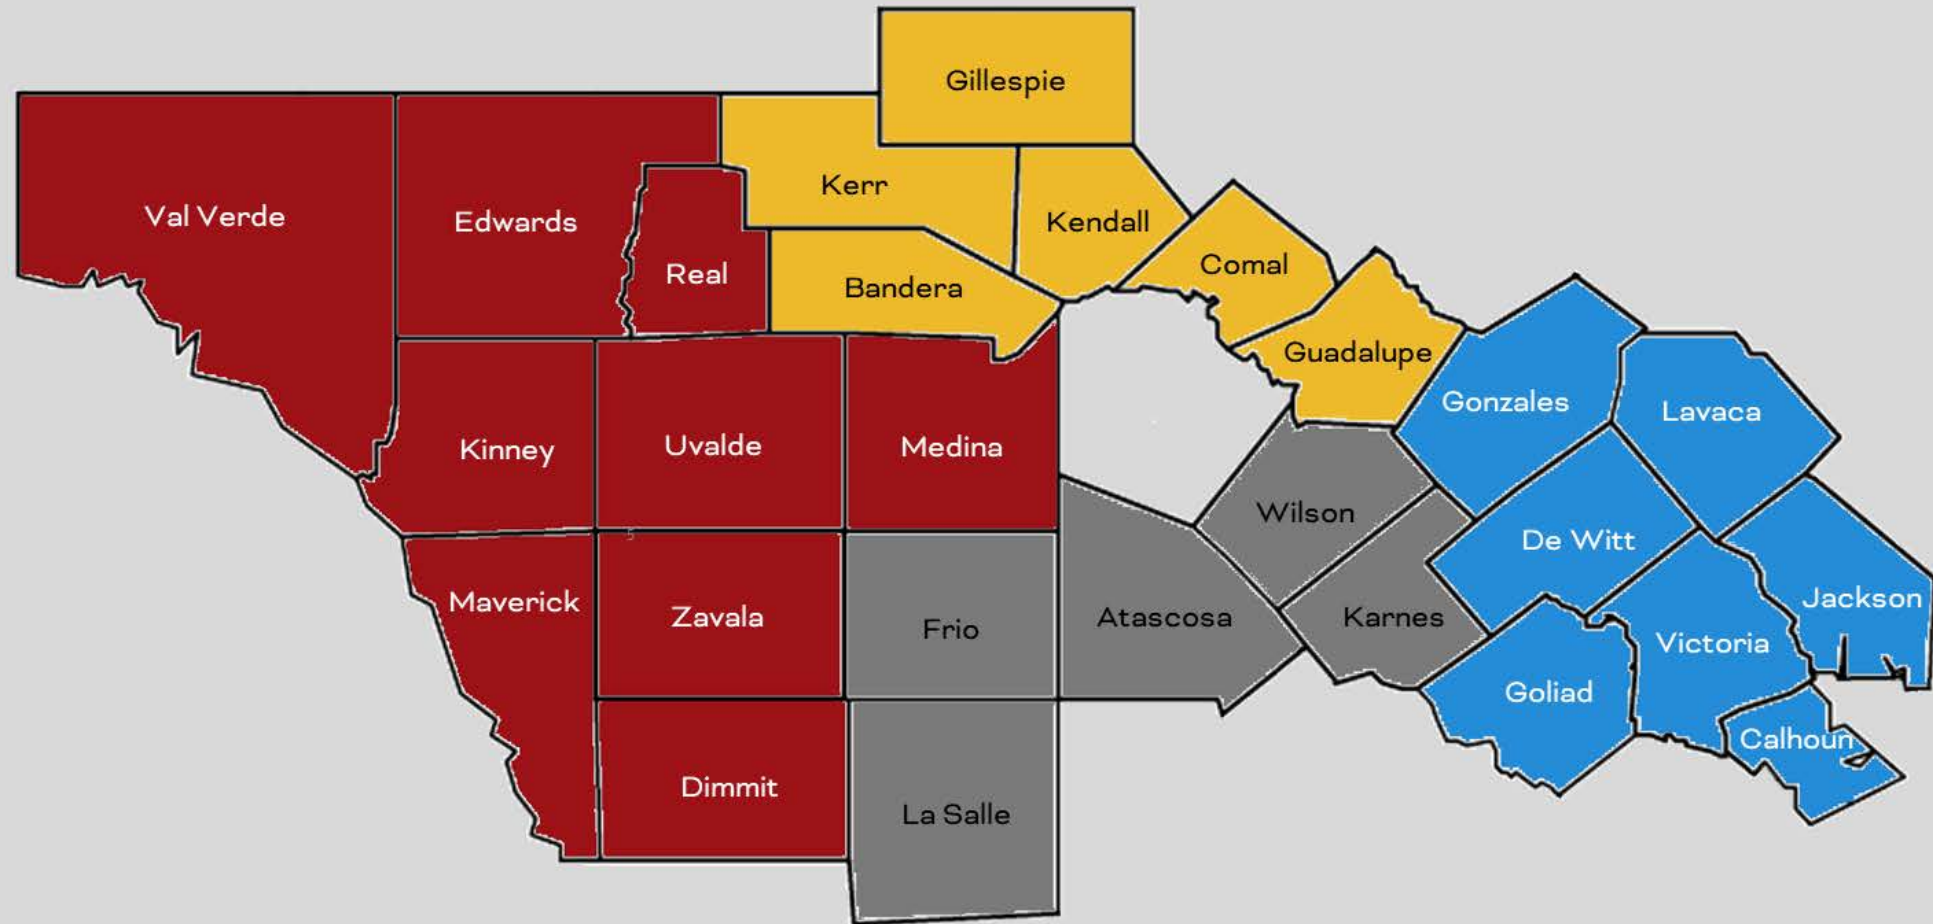 Gillespie
Kerr
Val Verde
Edwards
Kendall
Comal
Real
Bandera
Guadalupe
Gonzales
Lavaca
Kinney
Uvalde
Medina
Wilson
De Witt
Maverick
Zavala
Frio
Atascosa
Karnes
Jackson
Victoria
Goliad
Calhoun
Dimmit
La Salle